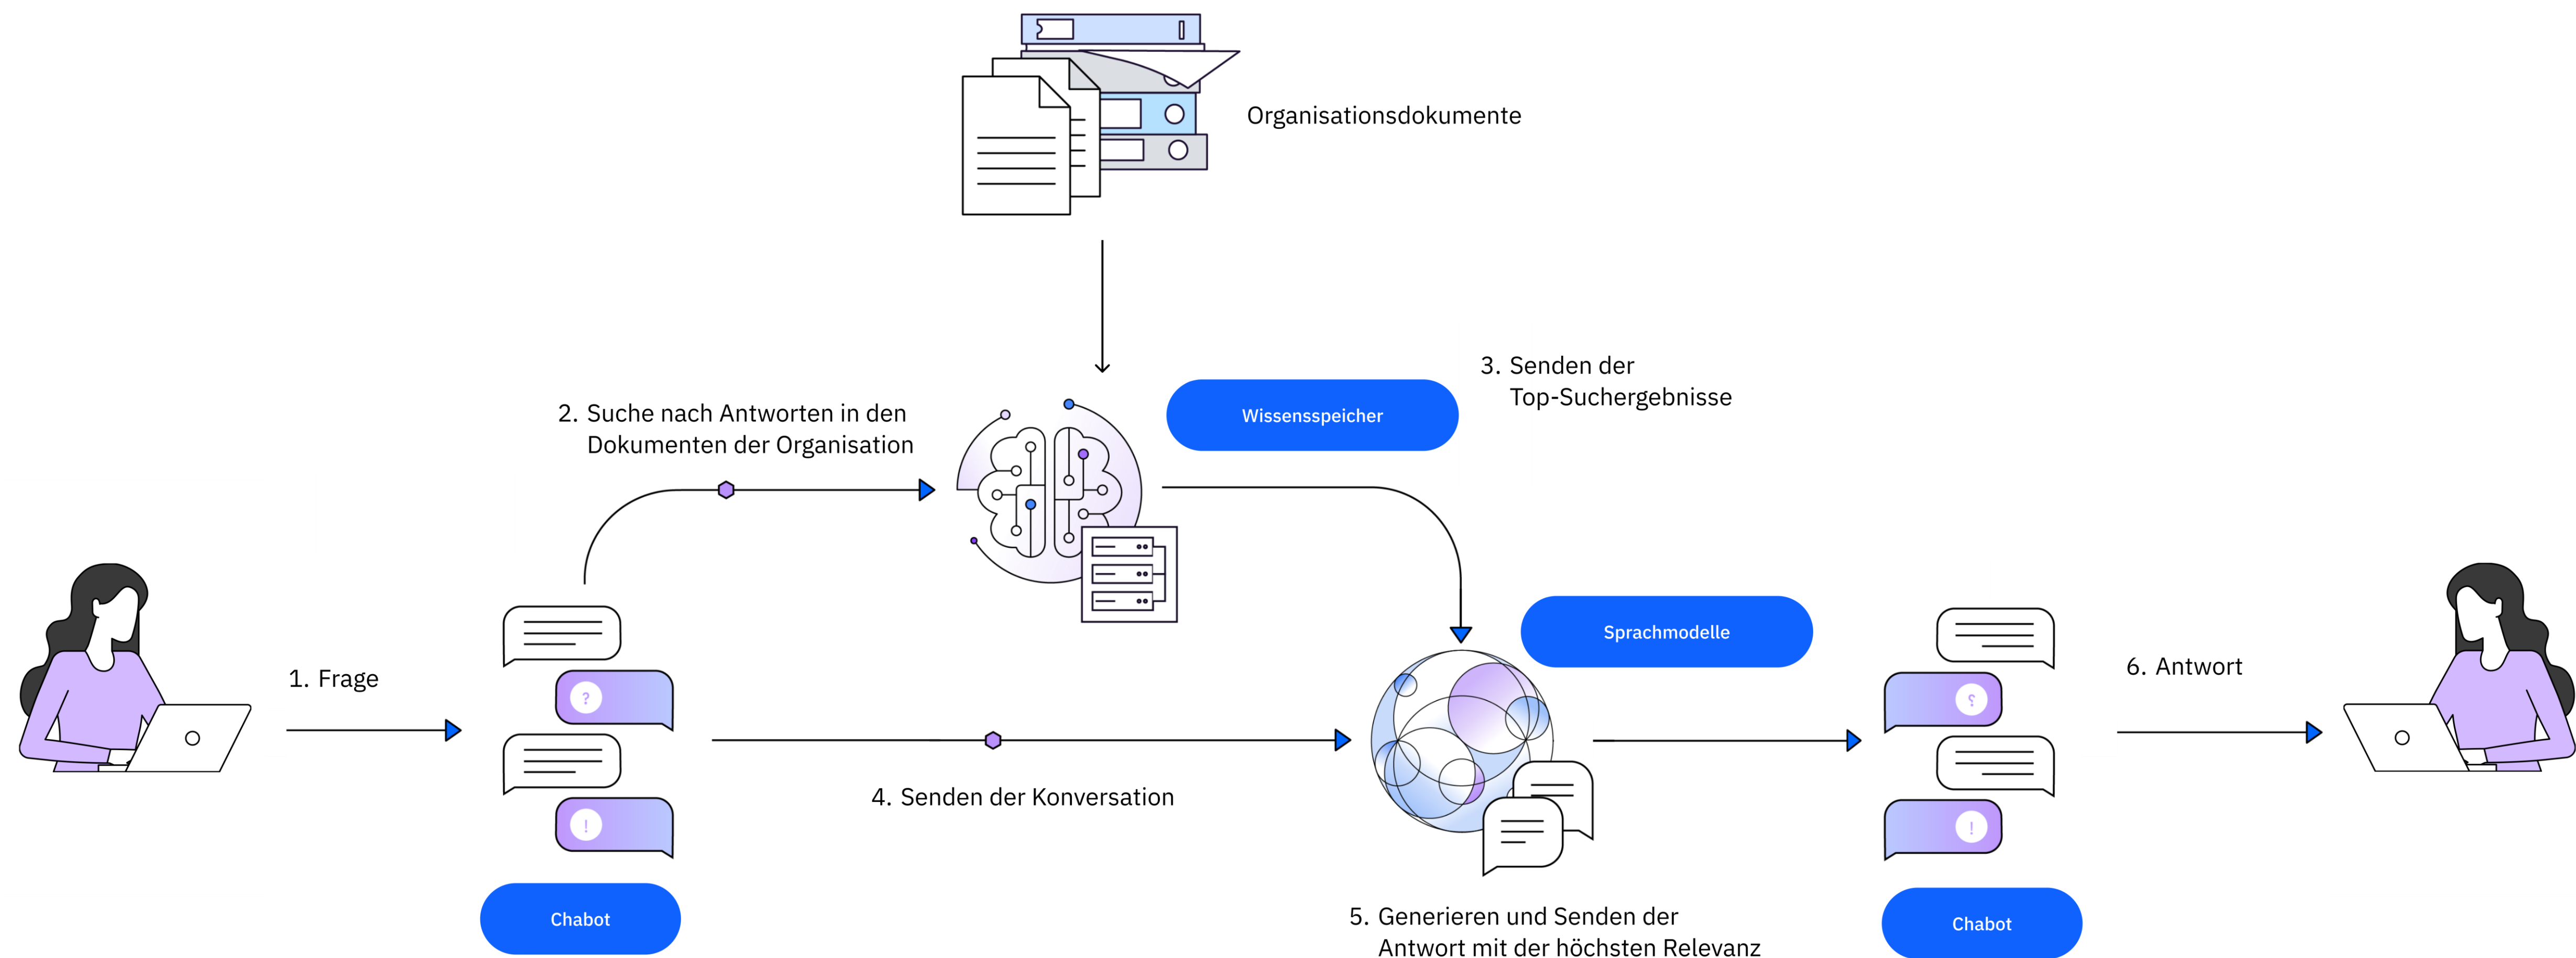 Organisationsdokumente
3. Senden der
Top-Suchergebnisse
Wissensspeicher
2. Suche nach Antworten in den
Dokumenten der Organisation
Sprachmodelle
1. Frage
?
!
4. Senden der Konversation
?
!
6. Antwort
Chabot
5. Generieren und Senden der
Antwort mit der höchsten Relevanz
Chabot